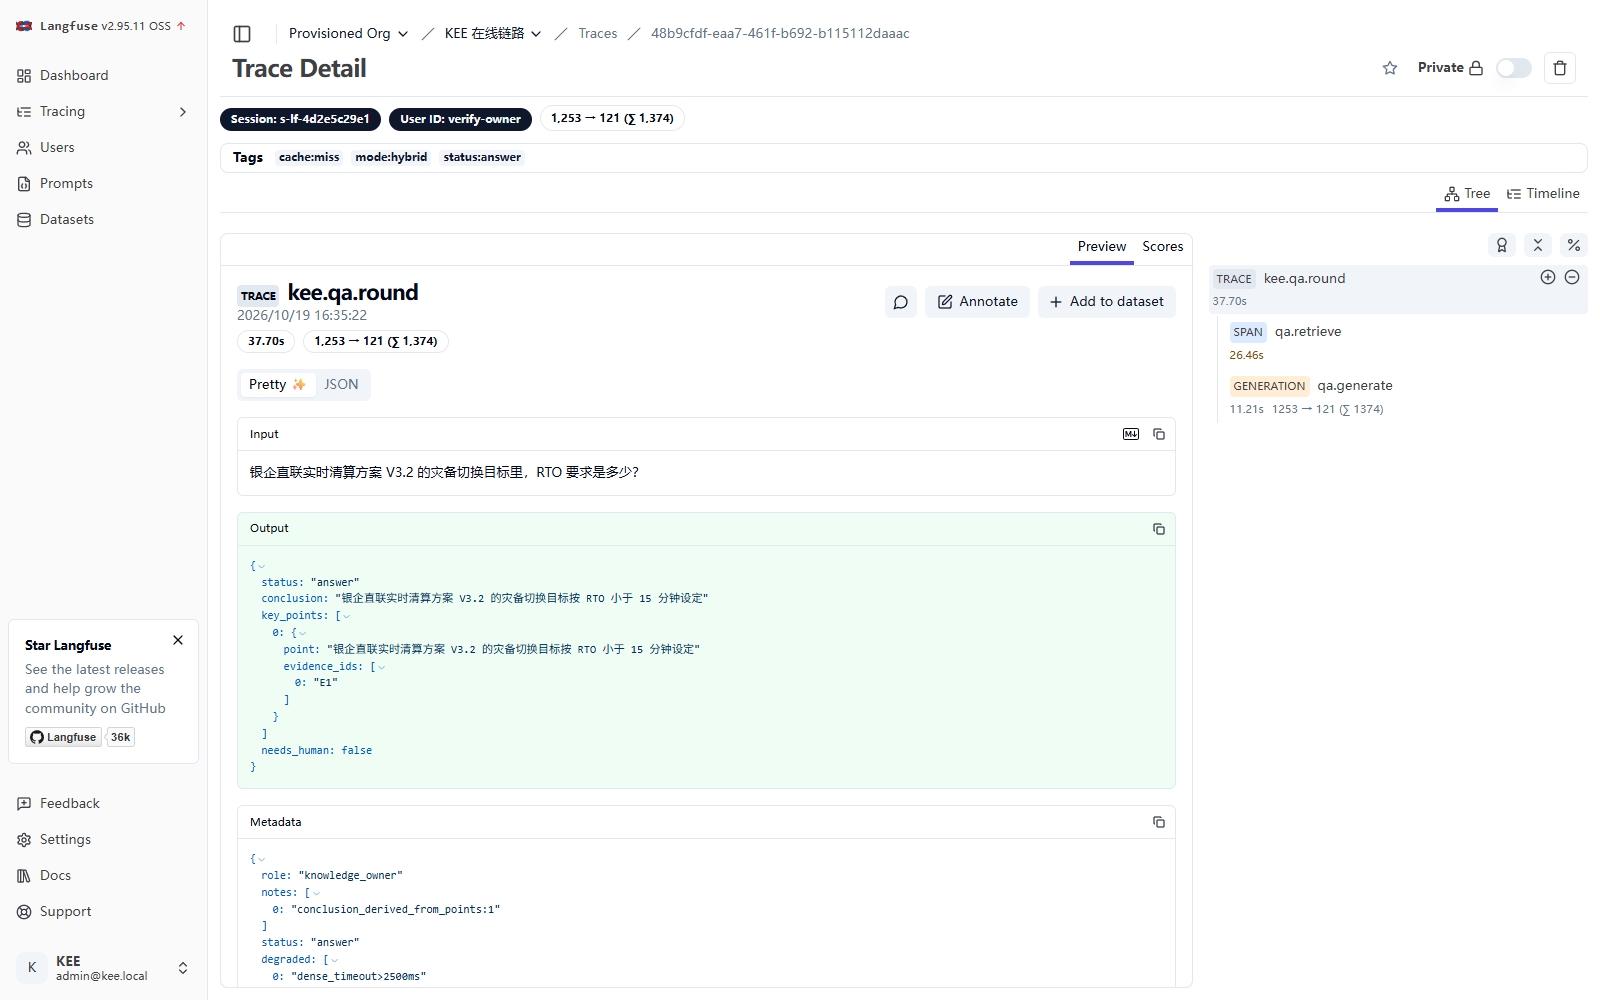 Langfuse v2.95.11 OSS
Dashboard
Tracing
Users
Prompts
Datasets
Star Langfuse
See the latest releases
and help grow the
community on GitHub
Langfuse 36k
Feedback
Settings
Docs
Support
K
KEE
admin@kee.local
Provisioned Org
KEE 在线链路
Traces
48b9cfdf-eaa7-461f-b692-b115112daaac
Trace Detail
Private
Session: s-lf-4d2e5c29e1
User ID: verify-owner
1,253 → 121 (∑ 1,374)
Tags cache:miss mode:hybrid status:answer
Tree
Timeline
Preview
Scores
TRACE kee.qa.round
2026/10/19 16:35:22
Annotate
Add to dataset
37.70s
1,253 → 121 (∑ 1,374)
Pretty ✨ JSON
Input
银企直联实时清算方案 V3.2 的灾备切换目标里，RTO 要求是多少？
Output
{
status: "answer"
conclusion: "银企直联实时清算方案 V3.2 的灾备切换目标按 RTO 小于 15 分钟设定"
key_points: [
0: {
point: "银企直联实时清算方案 V3.2 的灾备切换目标按 RTO 小于 15 分钟设定"
evidence_ids: [
0: "E1"
]
}
]
needs_human: false
}
Metadata
{
role: "knowledge_owner"
notes: [
0: "conclusion_derived_from_points:1"
]
status: "answer"
degraded: [
0: "dense_timeout>2500ms"
TRACE kee.qa.round
37.70s
SPAN qa.retrieve
26.46s
GENERATION qa.generate
11.21s 1253 → 121 (∑ 1374)